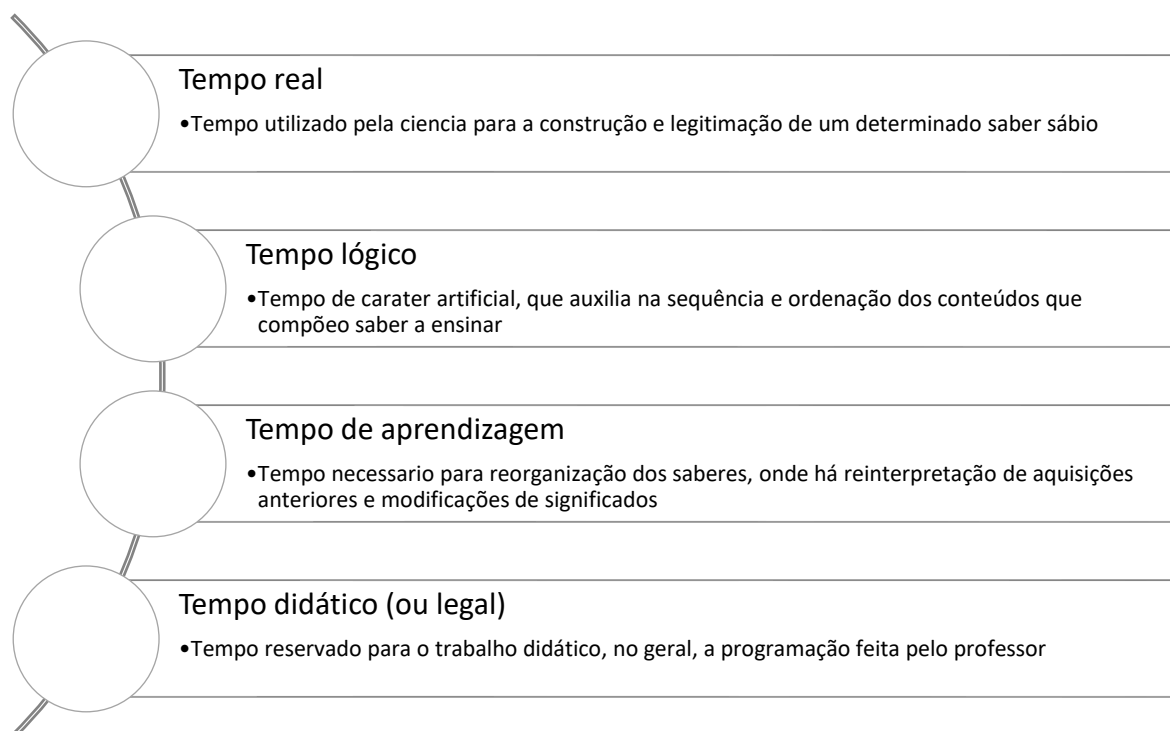 Tempo real
•Tempo utilizado pela ciencia para a construção e legitimação de um determinado saber sábio
Tempo lógico
•Tempo de carater artificial, que auxilia na sequência e ordenação dos conteúdos que
compõeo saber a ensinar
Tempo de aprendizagem
•Tempo necessario para reorganização dos saberes, onde há reinterpretação de aquisições
anteriores e modificações de significados
Tempo didático (ou legal)
•Tempo reservado para o trabalho didático, no geral, a programação feita pelo professor